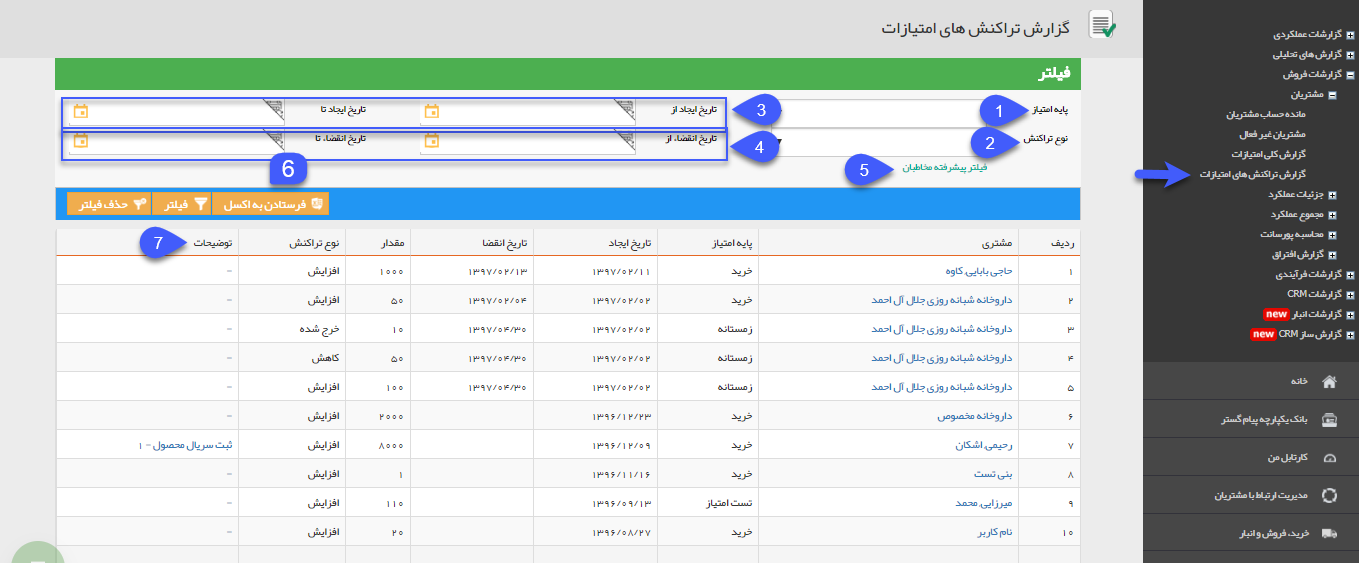 گزارش تراکنش های امتیازات
فیلتر
پایه امتیاز
1
تاریخ ایجاد از
تاریخ ایجاد تا
3
نوع تراکنش
2
تاریخ انقضاء از
تاریخ انقضاء تا
4
فیلتر پیشرفته مخاطبان
5
6
فرستادن به اکسل
فیلتر
حذف فیلتر
ردیف مشتری پایه امتیاز تاریخ ایجاد تاریخ انقضا مقدار نوع تراکنش توضیحات
7
۱ حاجی بابایی کاوه خرید ۱۳۹۷/۰۲/۱۱ ۱۳۹۷/۰۲/۱۳ ۱۰۰۰ افزایش -
۲ داروخانه شبانه روزی جلال آل احمد خرید ۱۳۹۷/۰۲/۰۲ ۱۳۹۷/۰۲/۰۴ ۵۰ افزایش -
۳ داروخانه شبانه روزی جلال آل احمد زمستانه ۱۳۹۷/۰۲/۰۲ ۱۳۹۷/۰۴/۳۰ ۱۰ خرج شده -
۴ داروخانه شبانه روزی جلال آل احمد زمستانه ۱۳۹۷/۰۲/۰۲ ۱۳۹۷/۰۴/۳۰ ۵۰ کاهش -
۵ داروخانه شبانه روزی جلال آل احمد زمستانه ۱۳۹۷/۰۲/۰۲ ۱۳۹۷/۰۴/۳۰ ۱۰۰ افزایش -
۶ داروخانه مخصوص خرید ۱۳۹۶/۱۲/۲۳ ۲۰۰۰ افزایش -
۷ رحیمی اشکان خرید ۱۳۹۶/۱۲/۰۹ ۸۰۰۰ افزایش ثبت سریال محصول - ۱
۸ بنی تست خرید ۱۳۹۶/۱۱/۱۶ ۱ افزایش -
۹ میرزایی محمد تست امتیاز ۱۳۹۶/۰۹/۱۳ ۱۱۰ افزایش -
۱۰ نام کاربر خرید ۱۳۹۶/۰۸/۲۷ ۲۰ افزایش -
گزارشات عملکردی
گزارش های تحلیلی
گزارشات فروش
مشتریان
مانده حساب مشتریان
مشتریان غیر فعال
گزارش کلی امتیازات
گزارش تراکنش های امتیازات
جزئیات عملکرد
مجموع عملکرد
محاسبه پورسانت
گزارش افتراق
گزارشات فرآیندی
گزارشات CRM
گزارشات انبار new
گزارش ساز CRM new
خانه
بانک یکپارچه پیام گستر
کارتابل من
مدیریت ارتباط با مشتریان
خرید، فروش و انبار